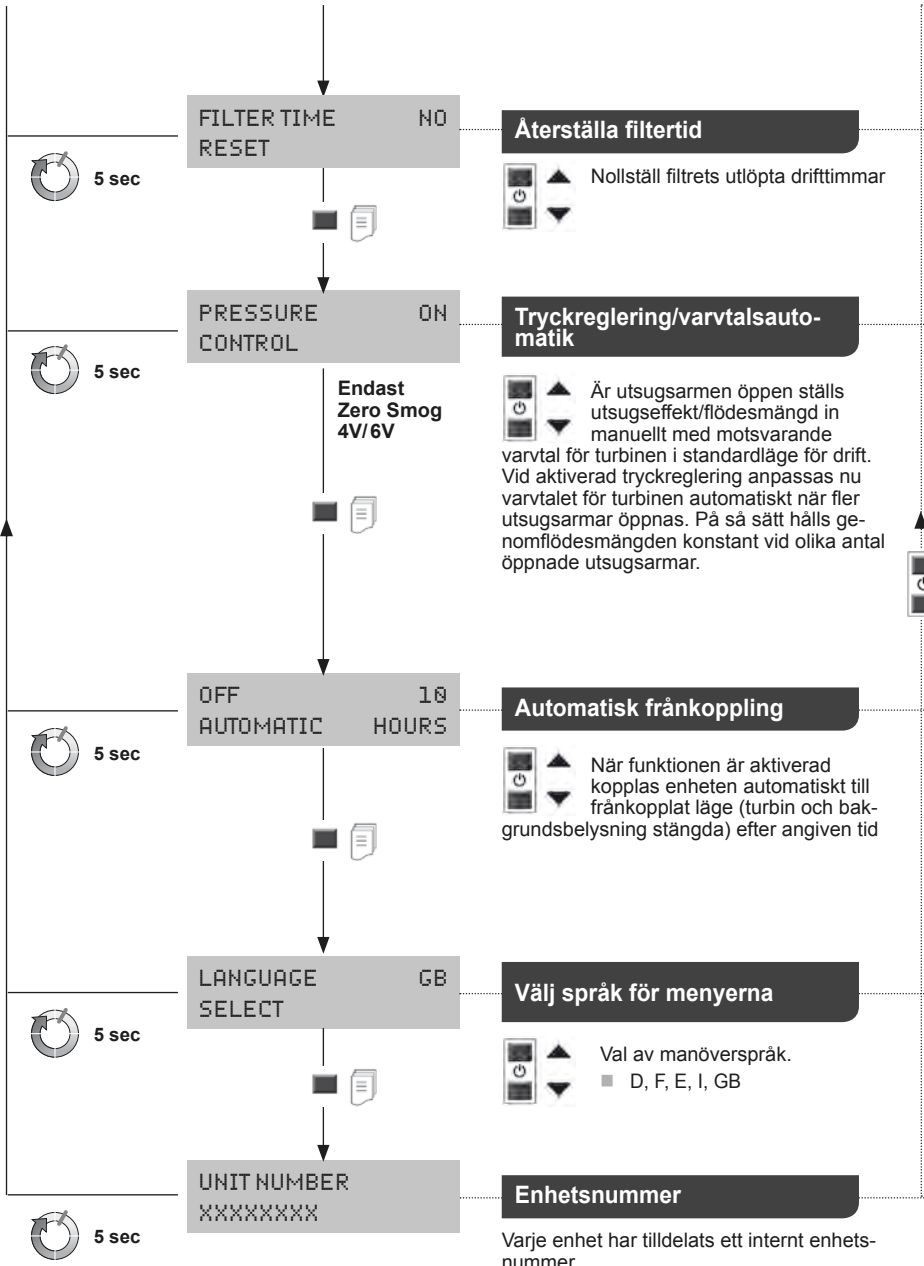 FILTER TIME NO
RESET
5 sec
Återställa filtertid
Nollställ filtrets utlöpta drifttimmar
PRESSURE ON
CONTROL
5 sec
Endast
Zero Smog
4V/6V
Tryckreglering/varvtalsauto-
matik
Är utsugsarmen öppen ställs
utsugseffekt/flödesmängd in
manuellt med motsvarande
varvtal för turbinen i standardläge för drift.
Vid aktiverad tryckreglering anpassas nu
varvtalet för turbinen automatiskt när fler
utsugsarmar öppnas. På så sätt hålls ge-
nomflödesmängden konstant vid olika antal
öppnade utsugsarmar.
OFF 10
AUTOMATIC HOURS
5 sec
Automatisk frånkoppling
När funktionen är aktiverad
kopplas enheten automatiskt till
frånkopplat läge (turbin och bak-
grundsbelysning stängda) efter angiven tid
LANGUAGE GB
SELECT
5 sec
Välj språk för menyerna
Val av manöverspråk.
D, F, E, I, GB
UNIT NUMBER
XXXXXXXX
5 sec
Enhetsnummer
Varje enhet har tilldelats ett internt enhets-
nummer